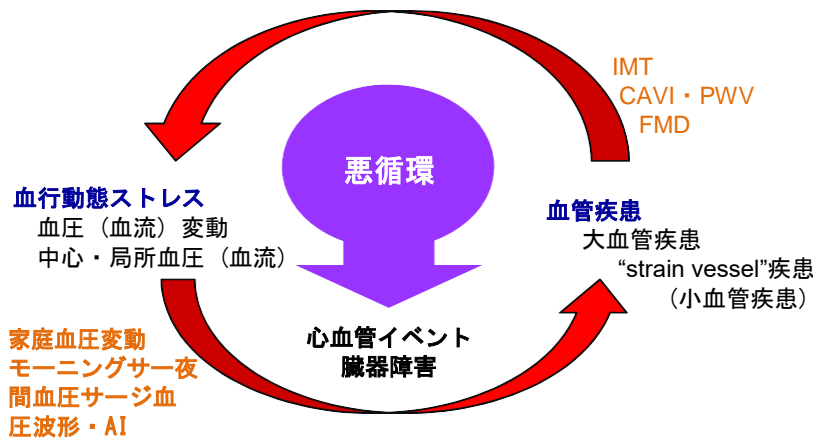 IMT
CAVI・PWV
FMD
悪循環
血行動態ストレス
血圧（血流）変動
中心・局所血圧（血流）
血管疾患
大血管疾患
“strain vessel”疾患
（小血管疾患）
家庭血圧変動
モーニングサー夜
間血圧サージ血
圧波形・AI
心血管イベント
臓器障害